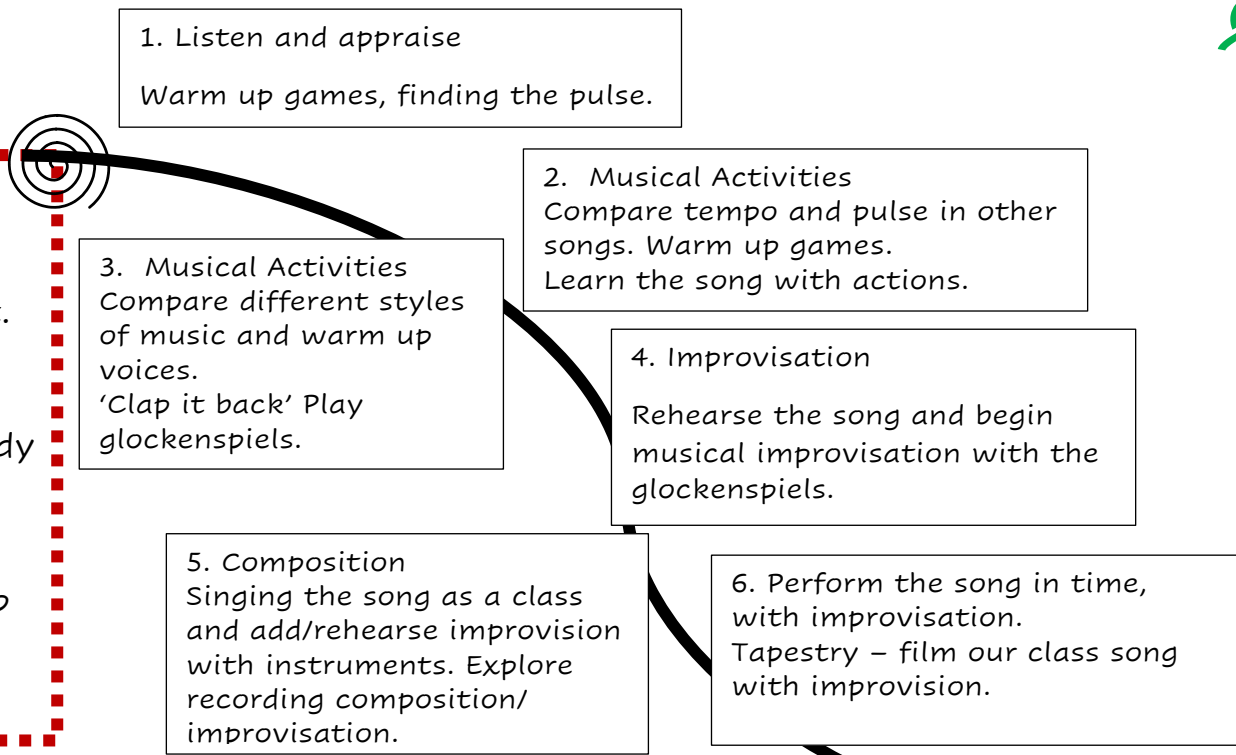 1. Listen and appraise
Warm up games, finding the pulse.
2. Musical Activities
Compare tempo and pulse in other
songs. Warm up games.
Learn the song with actions.
3. Musical Activities
Compare different styles
of music and warm up
voices.
‘Clap it back’ Play
glockenspiels.
4. Improvisation
Rehearse the song and begin
musical improvisation with the
glockenspiels.
5. Composition
Singing the song as a class
and add/rehearse improvision
with instruments. Explore
recording composition/
improvisation.
6. Perform the song in time,
with improvisation.
Tapestry – film our class song
with improvision.